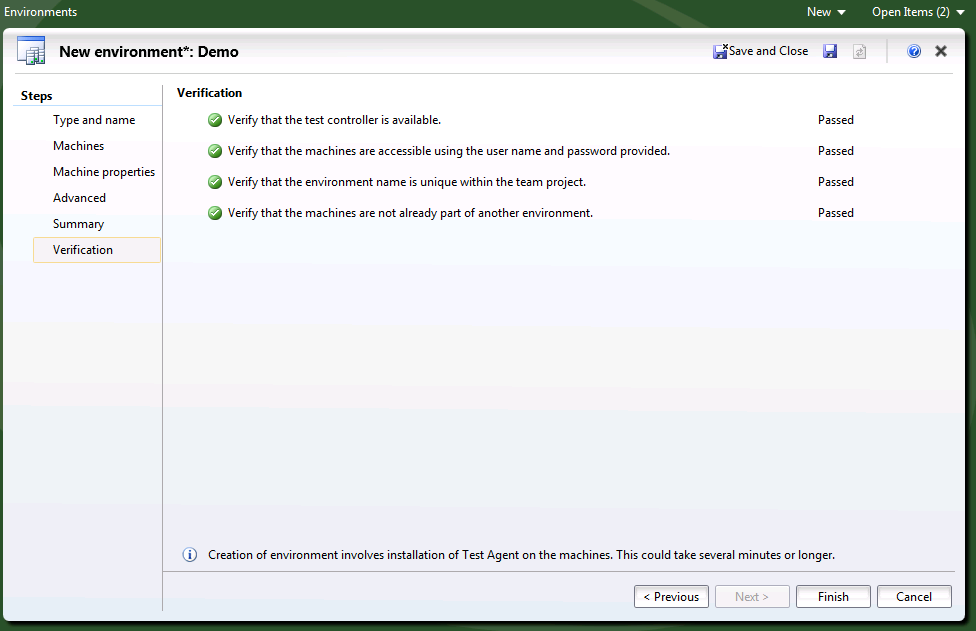 Environments
New
Open Items (2)
New environment*: Demo
Save and Close
Steps
Type and name
Machines
Machine properties
Advanced
Summary
Verification
Verification
Verify that the test controller is available. Passed
Verify that the machines are accessible using the user name and password provided. Passed
Verify that the environment name is unique within the team project. Passed
Verify that the machines are not already part of another environment. Passed
Creation of environment involves installation of Test Agent on the machines. This could take several minutes or longer.
< Previous
Next >
Finish
Cancel